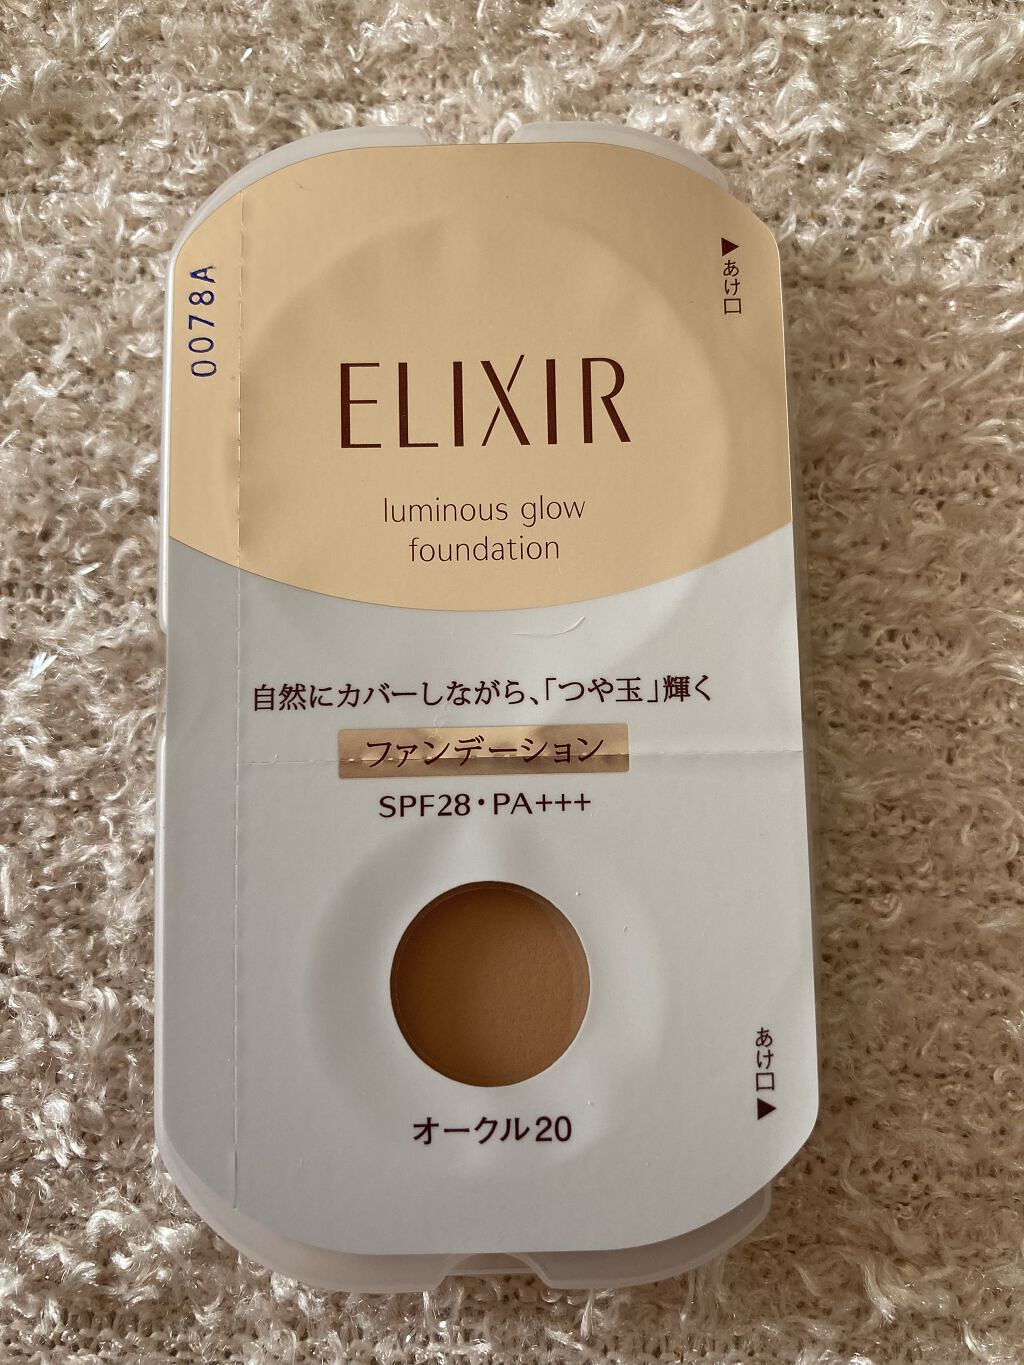 0078A
▶あけ口
ELIXIR
luminous glow
foundation
自然にカバーしながら、「つや玉」輝く
ファンデーション
SPF28・PA+++
オークル20
あけ口▶